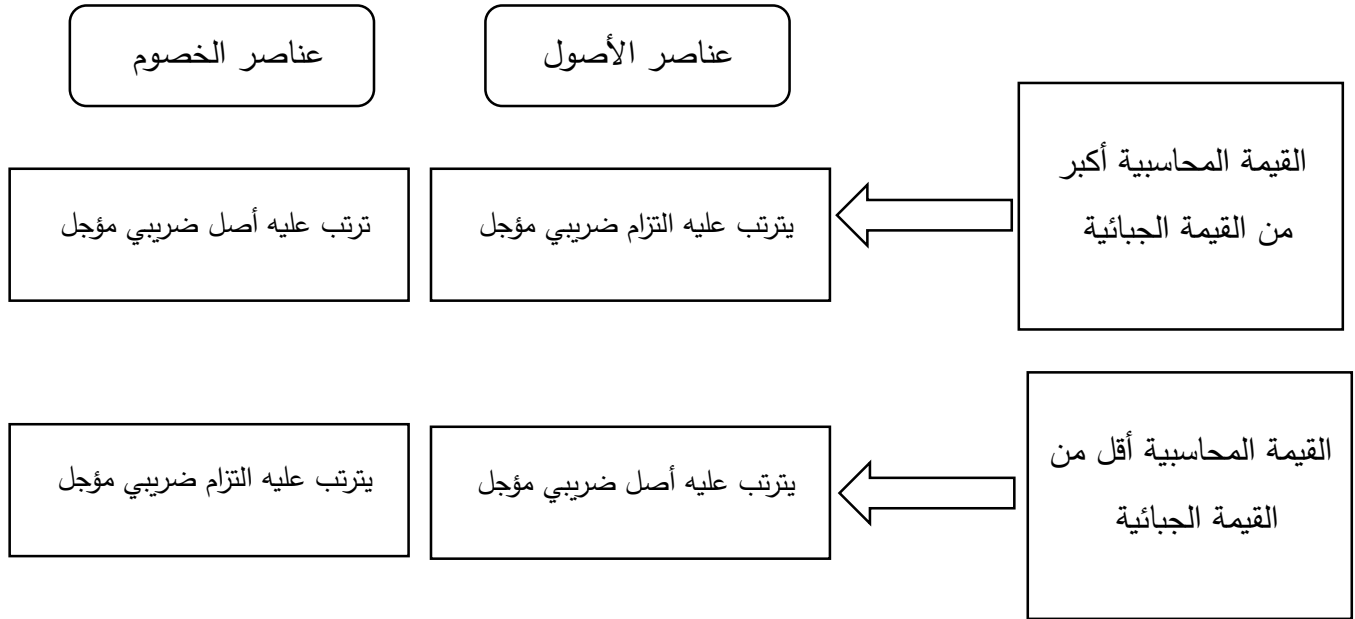 عناصر الأصول
عناصر الخصوم
القيمة المحاسبية أكبر
من القيمة الجبائية
يترتب عليه التزام ضريبي مؤجل
ترتب عليه أصل ضريبي مؤجل
القيمة المحاسبية أقل من
القيمة الجبائية
يترتب عليه أصل ضريبي مؤجل
يترتب عليه التزام ضريبي مؤجل